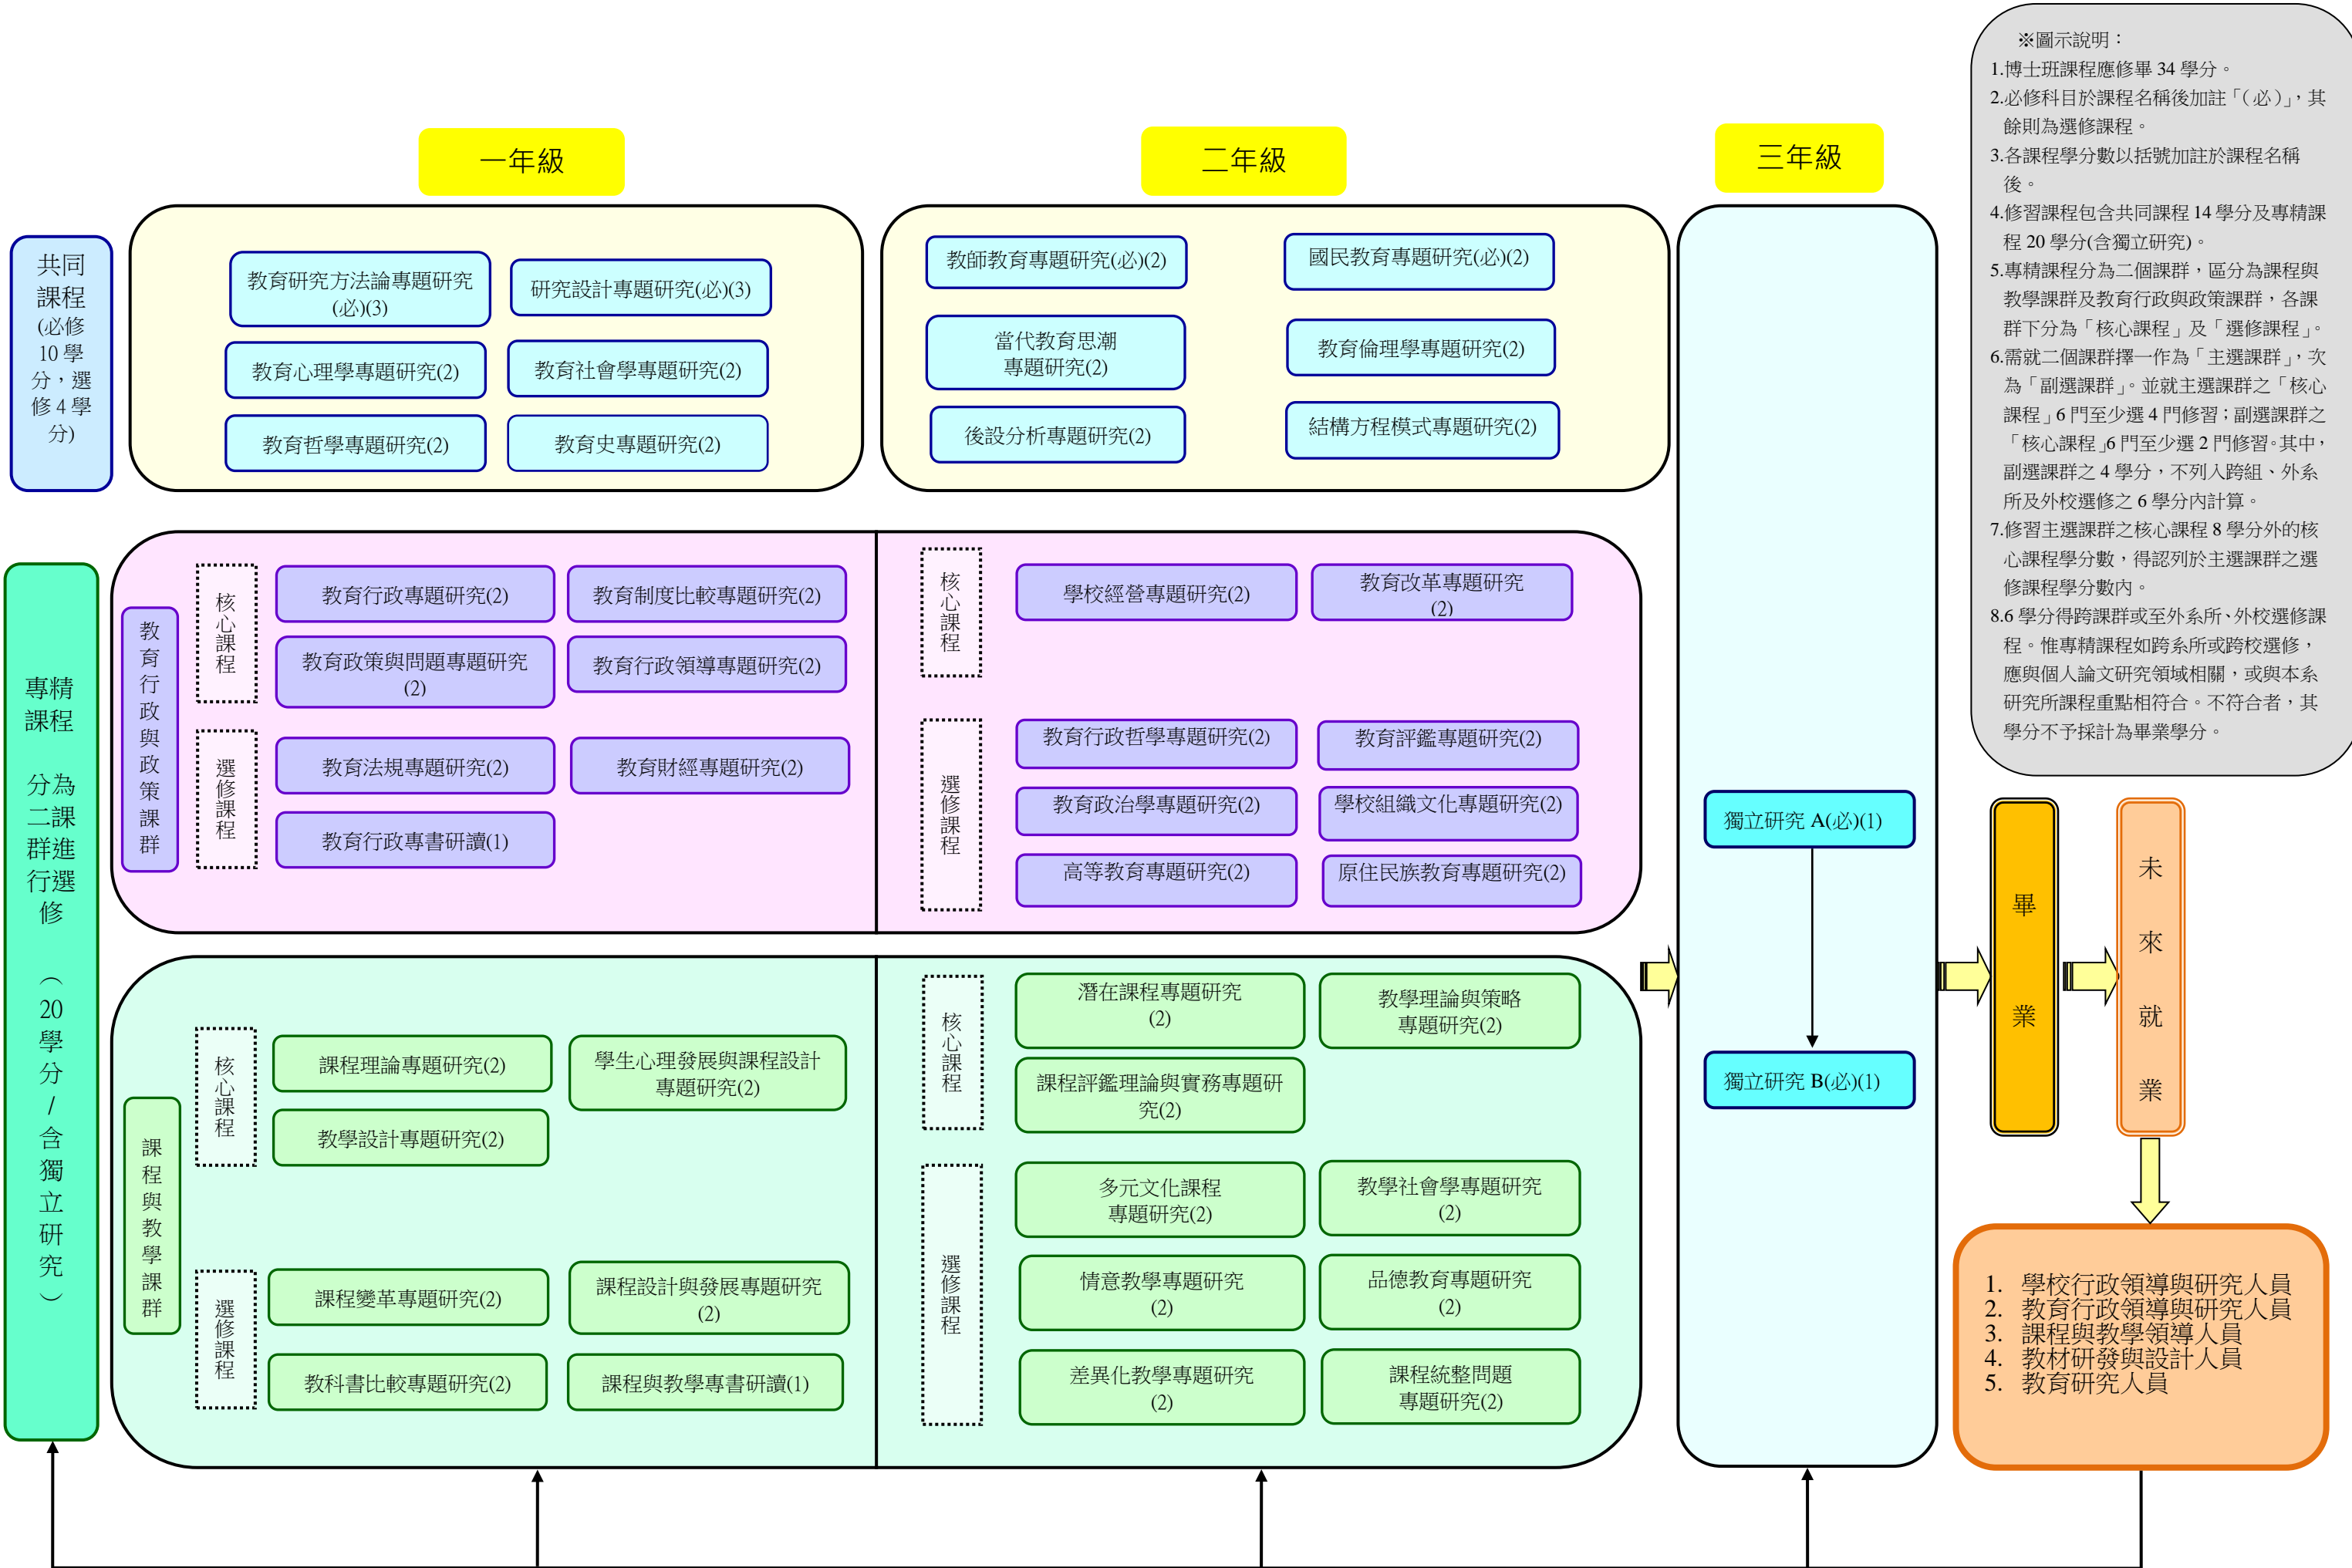 ※圖示說明：
1.博士班課程應修畢 34 學分。
2.必修科目於課程名稱後加註「（必）」，其
餘則為選修課程。
3.各課程學分數以括號加註於課程名稱
後。
4.修習課程包含共同課程 14 學分及專精課
程 20 學分(含獨立研究)。
5.專精課程分為二個課群，區分為課程與
教學課群及教育行政與政策課群，各課
群下分為「核心課程」及「選修課程」。
6.需就二個課群擇一作為「主選課群」，次
為「副選課群」。並就主選課群之「核心
課程」6 門至少選 4 門修習；副選課群之
「核心課程」6 門至少選 2 門修習。其中，
副選課群之 4 學分，不列入跨組、外系
所及外校選修之 6 學分內計算。
7.修習主選課群之核心課程 8 學分外的核
心課程學分數，得認列於主選課群之選
修課程學分數內。
8.6 學分得跨課群或至外系所、外校選修課
程。惟專精課程如跨系所或跨校選修，
應與個人論文研究領域相關，或與本系
研究所課程重點相符合。不符合者，其
學分不予採計為畢業學分。
一年級
二年級
三年級
共同
課程
(必修
10 學
分，選
修 4 學
分)
教育研究方法論專題研究
(必)(3)
研究設計專題研究(必)(3)
教育心理學專題研究(2)
教育社會學專題研究(2)
教育哲學專題研究(2)
教育史專題研究(2)
教師教育專題研究(必)(2)
國民教育專題研究(必)(2)
當代教育思潮
專題研究(2)
教育倫理學專題研究(2)
後設分析專題研究(2)
結構方程模式專題研究(2)
專精
課程
分為
二課
群進
行選
修
（20學分/含獨立研究）
教育行政與政策課群
核心課程
教育行政專題研究(2)
教育制度比較專題研究(2)
教育政策與問題專題研究
(2)
教育行政領導專題研究(2)
選修課程
教育法規專題研究(2)
教育財經專題研究(2)
教育行政專書研讀(1)
核心課程
學校經營專題研究(2)
教育改革專題研究
(2)
選修課程
教育行政哲學專題研究(2)
教育評鑑專題研究(2)
教育政治學專題研究(2)
學校組織文化專題研究(2)
高等教育專題研究(2)
原住民族教育專題研究(2)
課程與教學課群
核心課程
課程理論專題研究(2)
學生心理發展與課程設計
專題研究(2)
教學設計專題研究(2)
選修課程
課程變革專題研究(2)
課程設計與發展專題研究
(2)
教科書比較專題研究(2)
課程與教學專書研讀(1)
核心課程
潛在課程專題研究
(2)
教學理論與策略
專題研究(2)
課程評鑑理論與實務專題研
究(2)
選修課程
多元文化課程
專題研究(2)
教學社會學專題研究
(2)
情意教學專題研究
(2)
品德教育專題研究
(2)
差異化教學專題研究
(2)
課程統整問題
專題研究(2)
獨立研究 A(必)(1)
獨立研究 B(必)(1)
畢業
未來就業
1. 學校行政領導與研究人員
2. 教育行政領導與研究人員
3. 課程與教學領導人員
4. 教材研發與設計人員
5. 教育研究人員